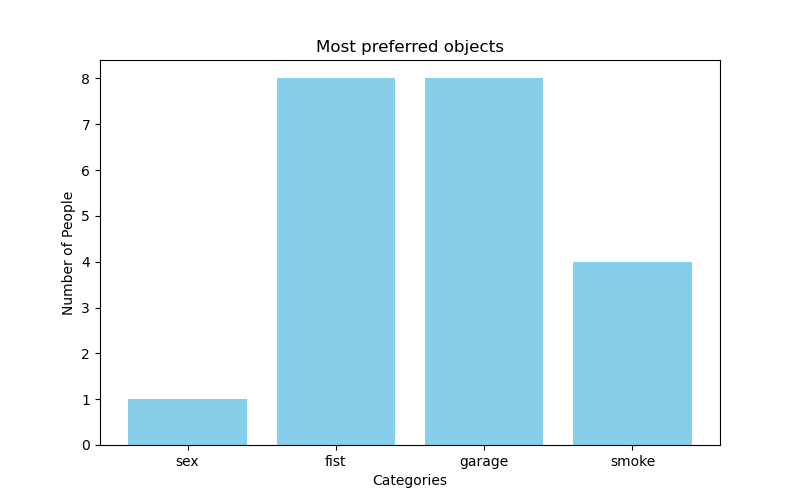 Most preferred objects
Number of People
8
7
6
5
4
3
2
1
0
sex fist garage smoke
Categories